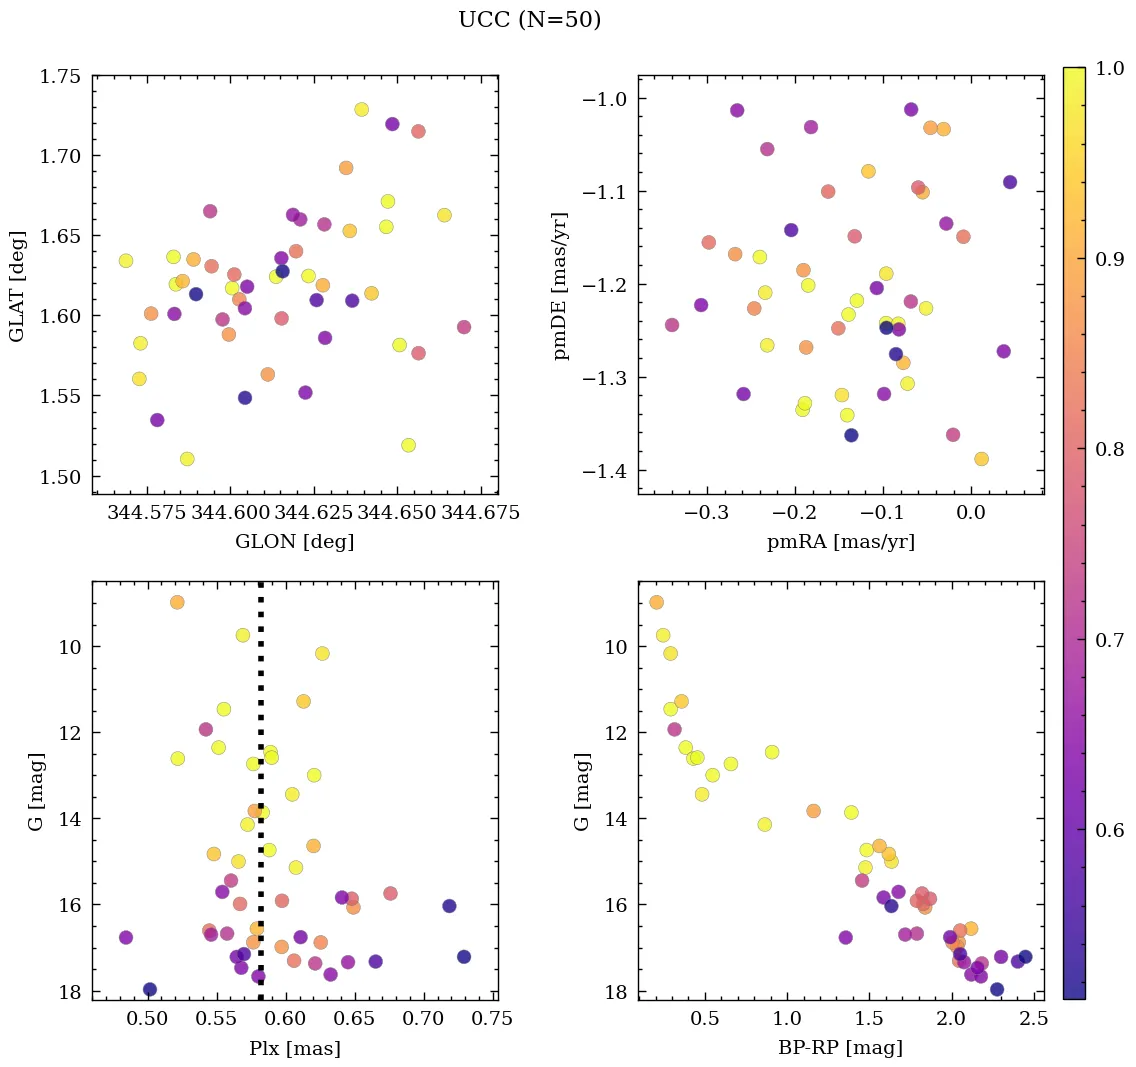 UCC (N=50)
1.75
1.70
1.65
1.60
1.55
1.50
GLAT [deg]
344.575 344.600 344.625 344.650 344.675
GLON [deg]
−1.0
−1.1
−1.2
−1.3
−1.4
pmDE [mas/yr]
−0.3 −0.2 −0.1 0.0
pmRA [mas/yr]
10
12
14
16
18
G [mag]
0.50 0.55 0.60 0.65 0.70 0.75
Plx [mas]
10
12
14
16
18
G [mag]
0.5 1.0 1.5 2.0 2.5
BP-RP [mag]
1.0
0.9
0.8
0.7
0.6